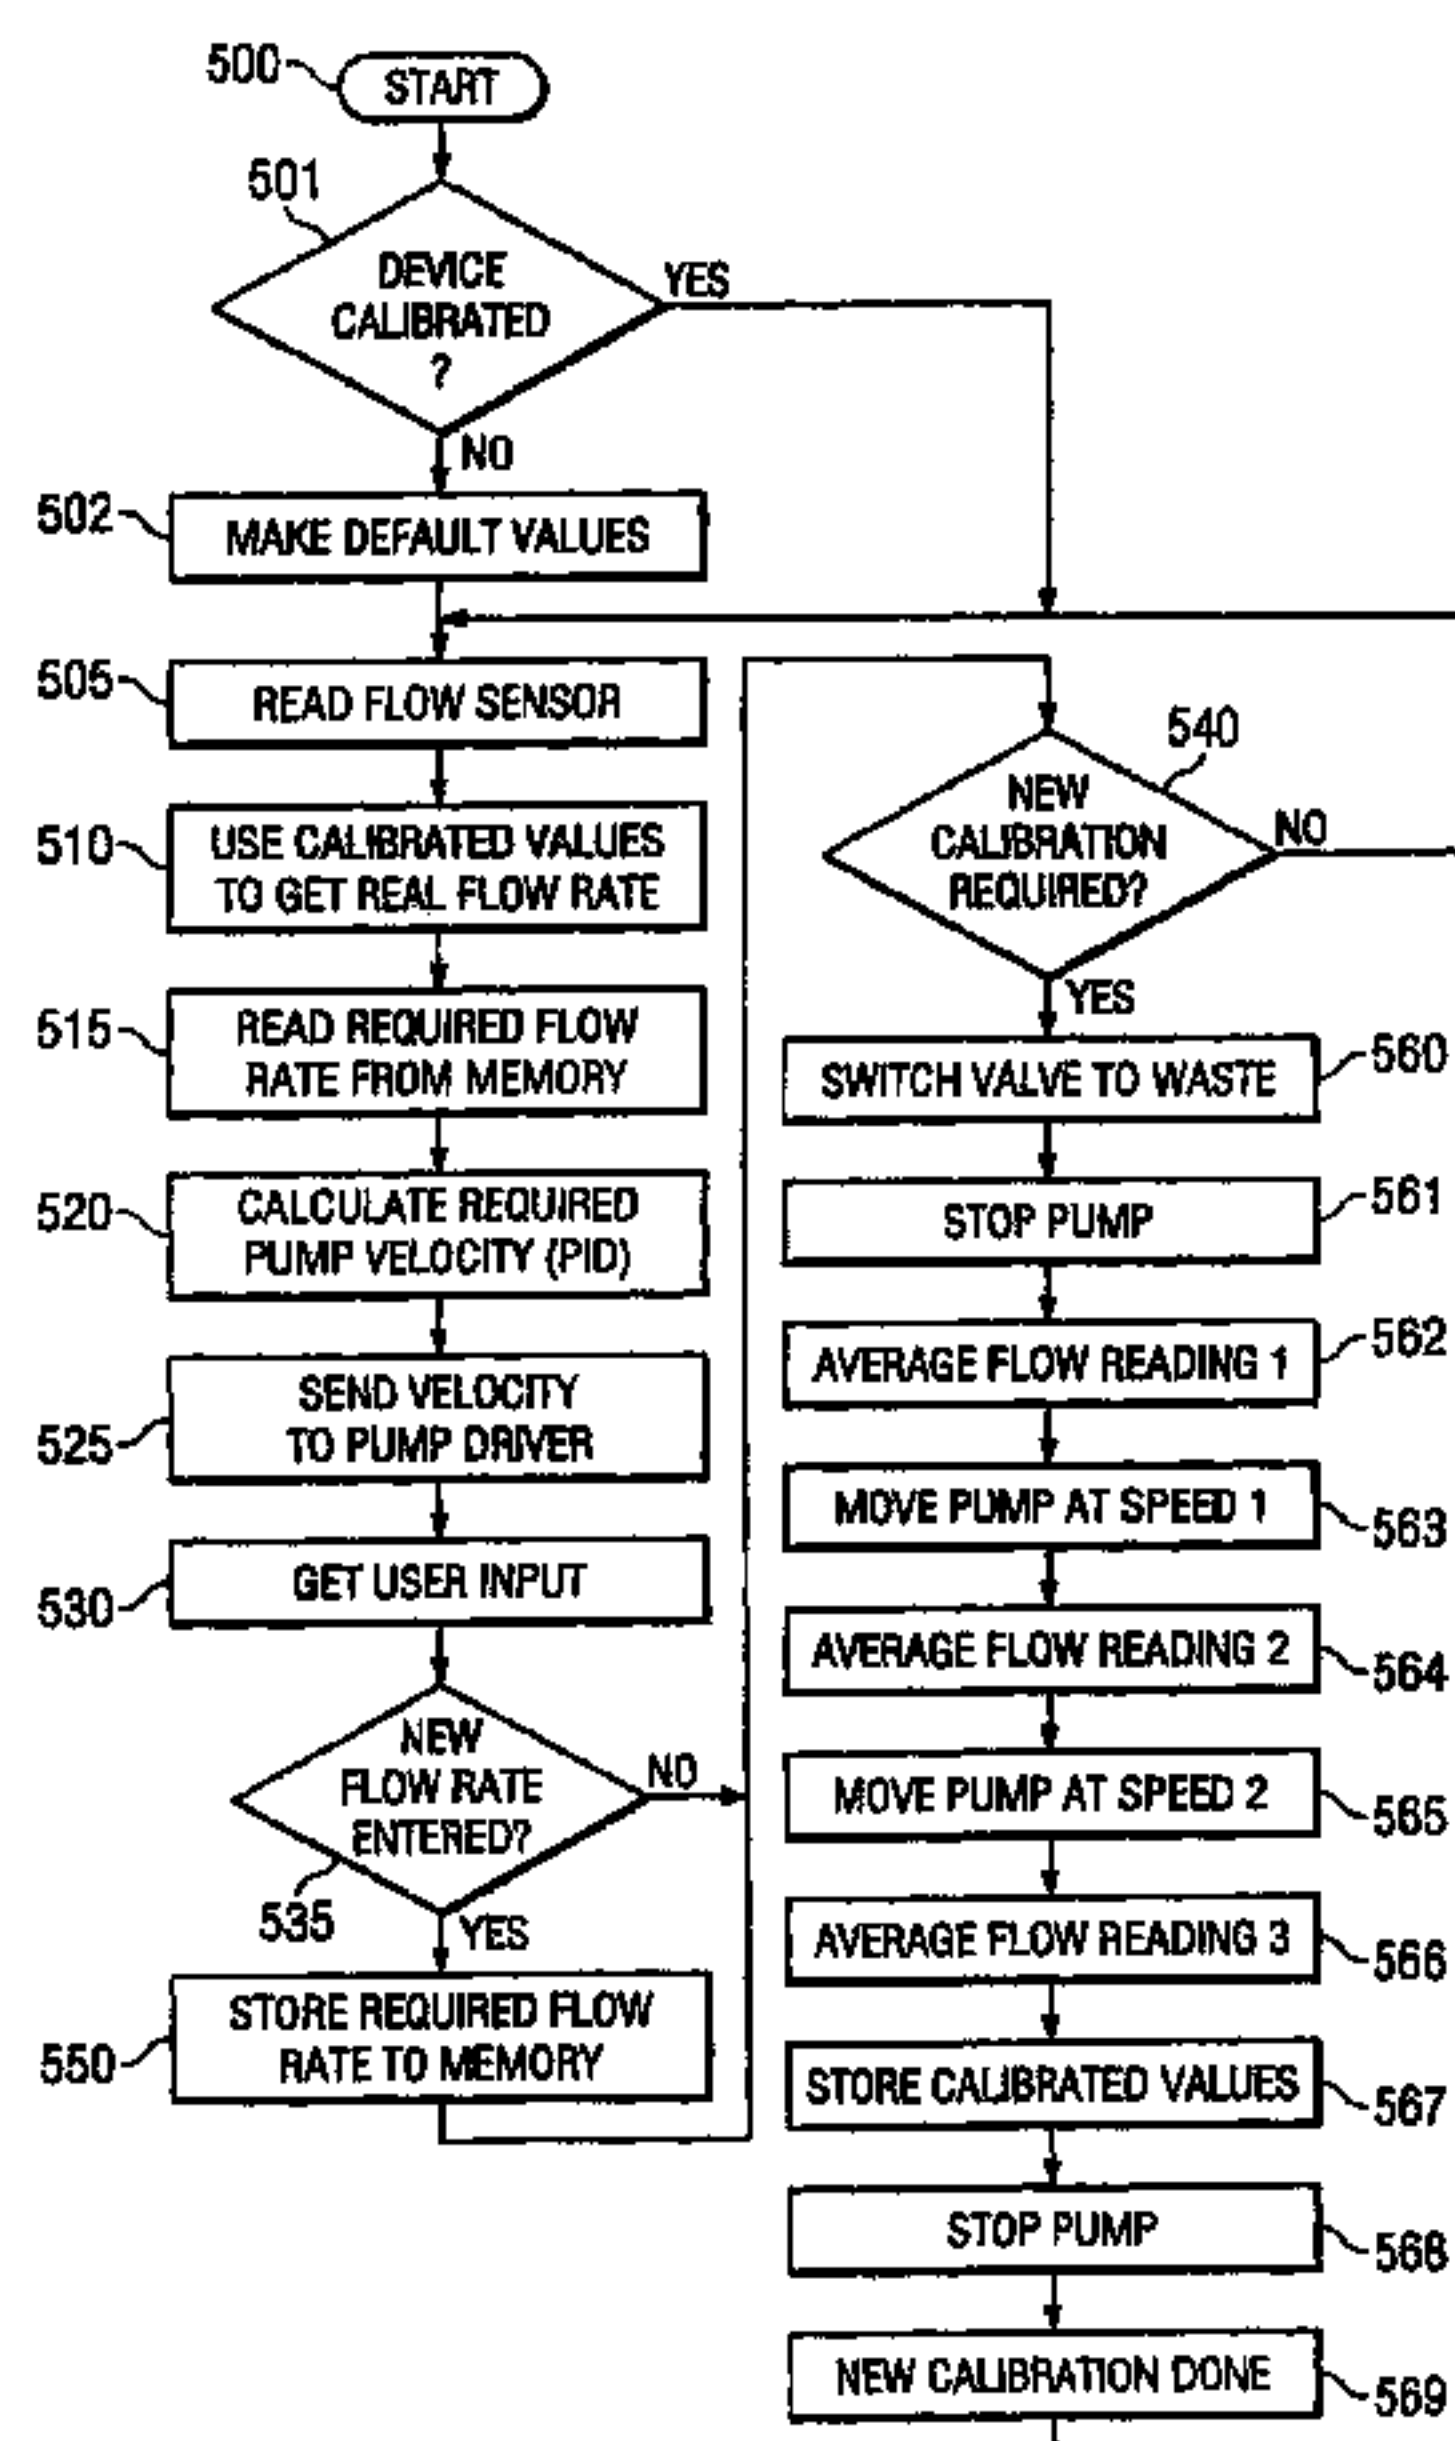 500
START
501
DEVICE
CALIBRATED
?
YES
NO
502
MAKE DEFAULT VALUES
505
READ FLOW SENSOR
510
USE CALIBRATED VALUES
TO GET REAL FLOW RATE
515
READ REQUIRED FLOW
RATE FROM MEMORY
520
CALCULATE REQUIRED
PUMP VELOCITY (PID)
525
SEND VELOCITY
TO PUMP DRIVER
530
GET USER INPUT
NEW
FLOW RATE
ENTERED?
NO
535
YES
550
STORE REQUIRED FLOW
RATE TO MEMORY
540
NEW
CALIBRATION
REQUIRED?
NO
YES
SWITCH VALVE TO WASTE
560
STOP PUMP
561
AVERAGE FLOW READING 1
562
MOVE PUMP AT SPEED 1
563
AVERAGE FLOW READING 2
564
MOVE PUMP AT SPEED 2
565
AVERAGE FLOW READING 3
566
STORE CALIBRATED VALUES
567
STOP PUMP
568
NEW CALIBRATION DONE
569